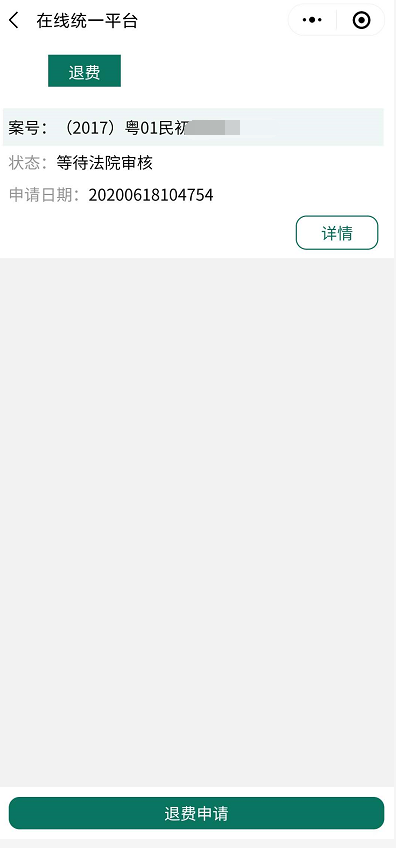 在线统一平台
退费
案号：（2017）粤01民初
状态：等待法院审核
申请日期：20200618104754
详情
退费申请